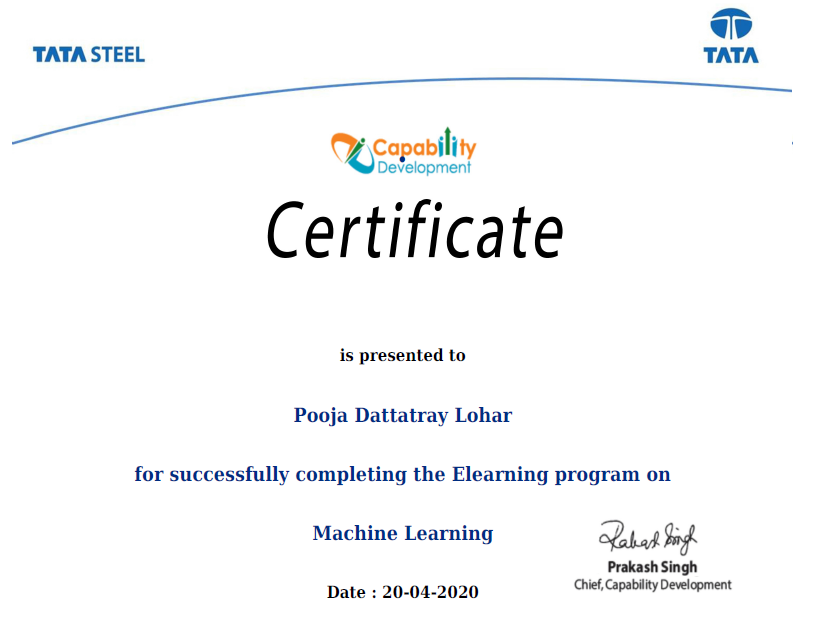 TATA STEEL
TATA
Capability
Development
Certificate
is presented to
Pooja Dattatray Lohar
for successfully completing the Elearning program on
Machine Learning
Prakash Singh
Prakash Singh
Chief, Capability Development
Date : 20-04-2020